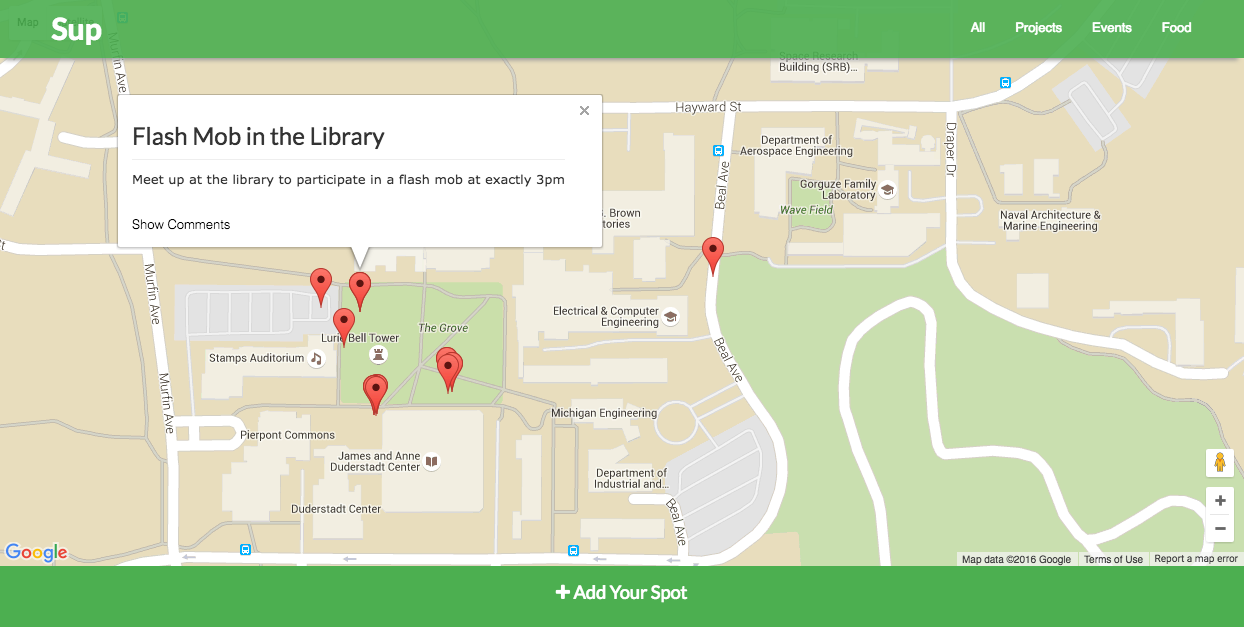 Map
Sup
All
Projects
Events
Food
Murfin Ave
Space Research
Building (SRB)...
Hayward St
Draper Dr
Flash Mob in the Library
Meet up at the library to participate in a flash mob at exactly 3pm
Show Comments
Department of
Aerospace Engineering
Beal Ave
Gorguze Family
Laboratory
Wave Field
. Brown
tories
Naval Architecture &
Marine Engineering
Murfin Ave
Electrical & Computer
Engineering
The Grove
Lurie Bell Tower
Stamps Auditorium
Beal Ave
Murfin Ave
Michigan Engineering
Pierpont Commons
James and Anne
Duderstadt Center
Department of
Industrial and...
Duderstadt Center
Beal Ave
Google
Map data ©2016 Google
Terms of Use
Report a map error
Add Your Spot